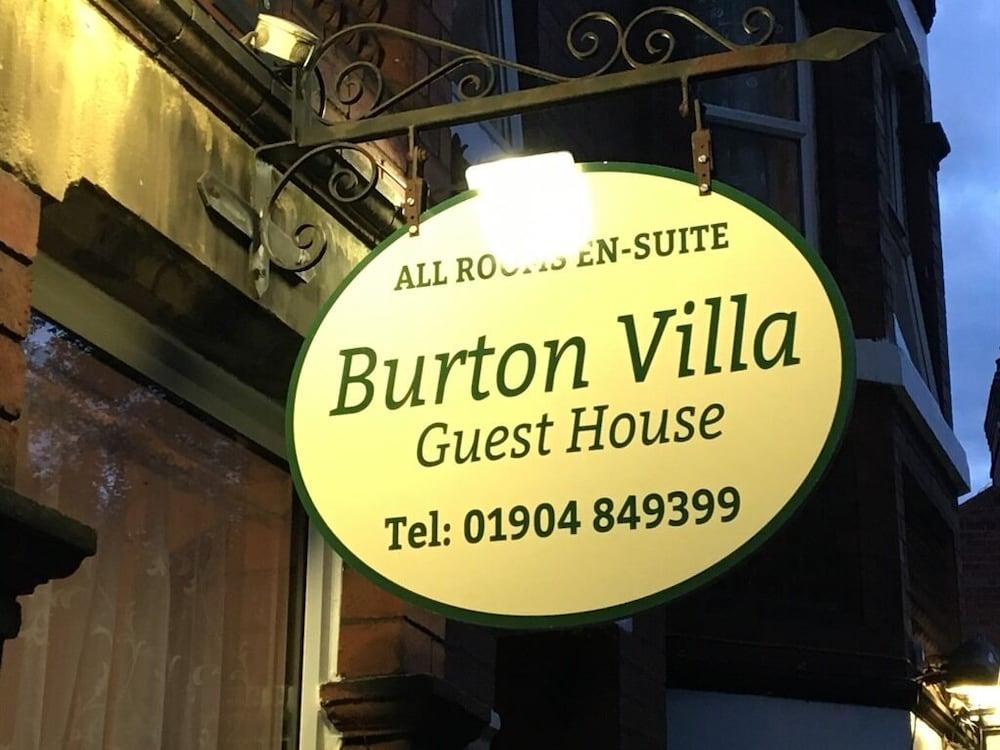 ALL ROOMS EN-SUITE
Burton Villa
Guest House
Tel: 01904 849399